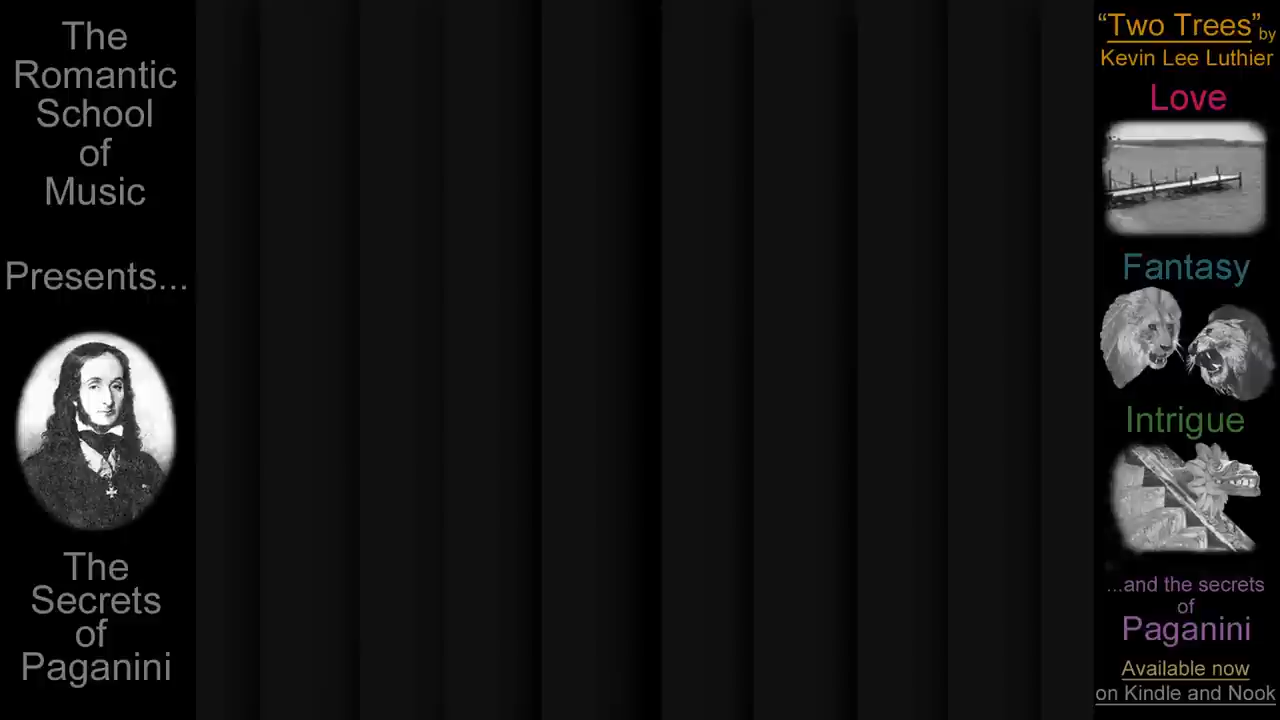 The
Romantic
School
of
Music
Presents...
The
Secrets
of
Paganini
“Two Trees” by
Kevin Lee Luthier
Love
Fantasy
Intrigue
...and the secrets
of
Paganini
Available now
on Kindle and Nook